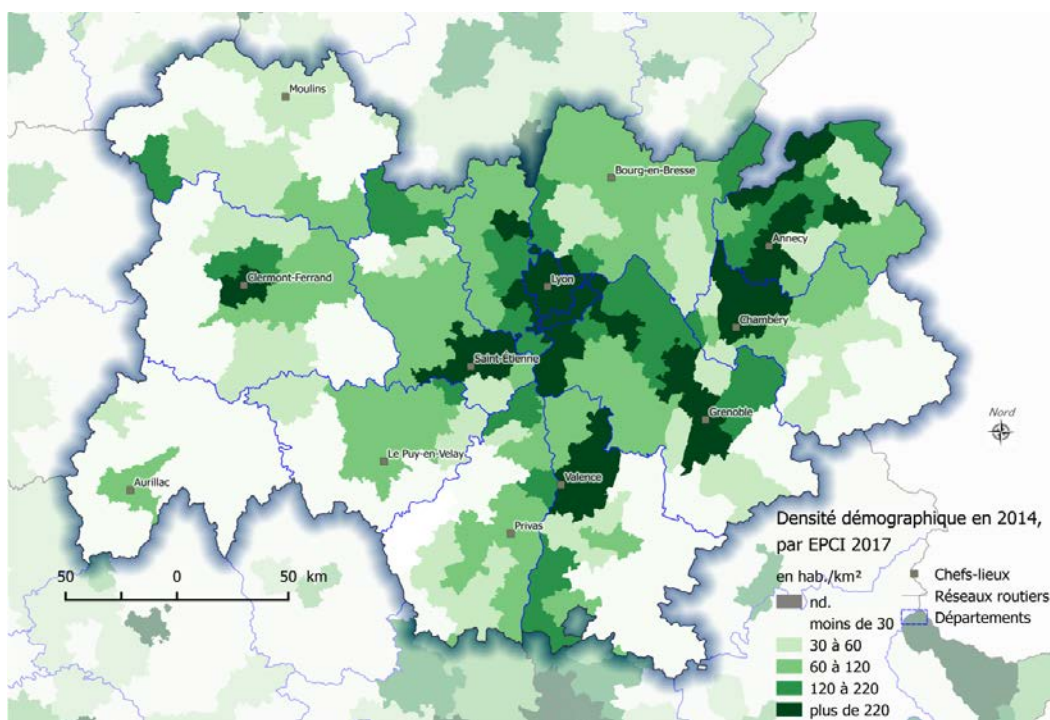 Moulins
Bourg-en-Bresse
Annecy
Clermont-Ferrand
Lyon
Chambéry
Saint-Étienne
Grenoble
Nord
Le Puy-en-Velay
Aurillac
Valence
Privas
50 0 50 km
Densité démographique en 2014,
par EPCI 2017
en hab./km²
nd.
moins de 30
30 à 60
60 à 120
120 à 220
plus de 220
Chefs-lieux
Réseaux routiers
Départements